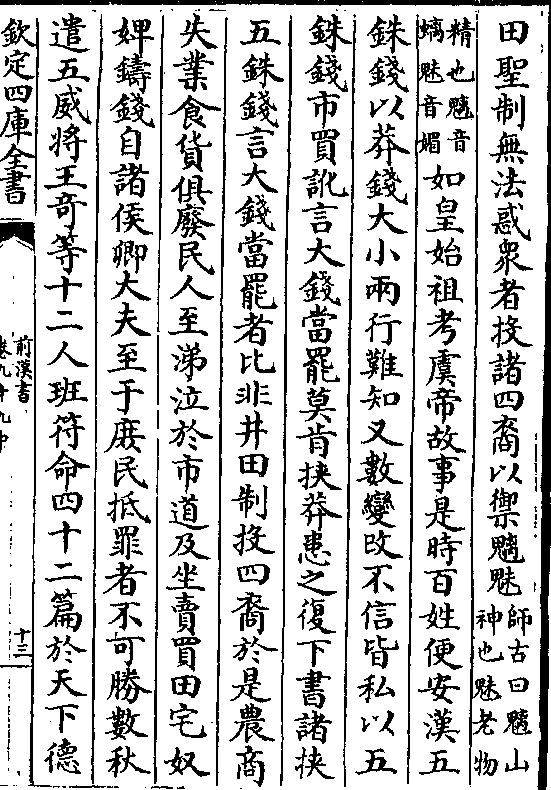 田聖制無法惑衆者投諸四裔以禦魑魅師古曰魑山神也魅老物
精也魑音螭魅音媚如皇始祖考虞帝故事是時百姓便安漢五
銖錢以莽錢大小兩行難知又數變改不信皆私以五
銖錢市買訛言大錢當罷莫肯挾莽患之復下書諸挾
五銖錢言大錢當罷者比非井田制投四裔於是農商
失業食貨俱廢民人至涕泣於市道及坐賣買田宅奴
婢鑄錢自諸侯卿大夫至于庶民抵罪者不可勝數秋
遣五威將王奇等十二人班符命四十二篇於天下德
欽定四庫全書
前漢書
卷九十九中
十三